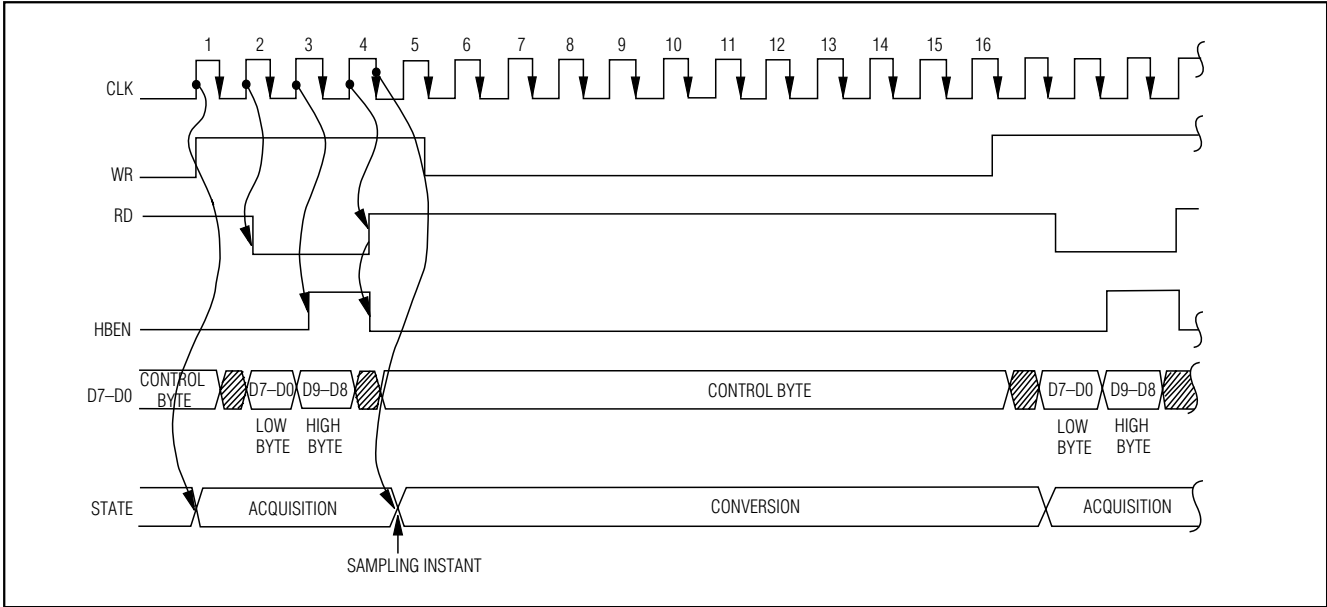 1 2 3 4 5 6 7 8 9 10 11 12 13 14 15 16
CLK
WR
RD
HBEN
D7–D0
CONTROL
BYTE
D7–D0
D9–D8
CONTROL BYTE
D7–D0
D9–D8
LOW
BYTE
HIGH
BYTE
LOW
BYTE
HIGH
BYTE
STATE
ACQUISITION
CONVERSION
ACQUISITION
SAMPLING INSTANT